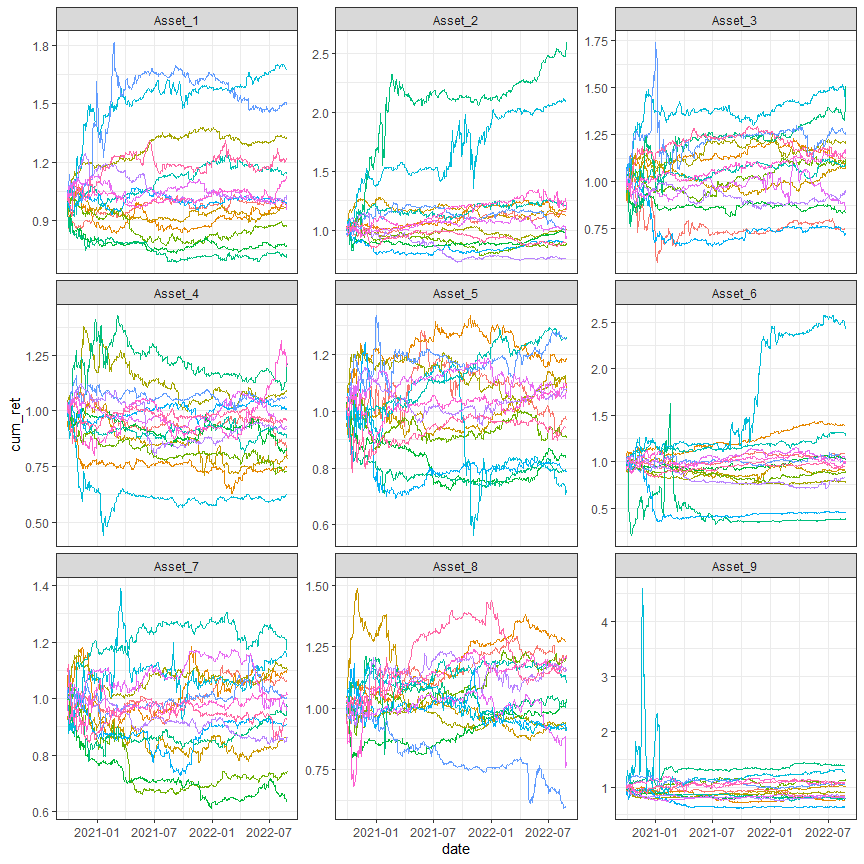 Asset_1 Asset_2 Asset_3
1.8 2.5 1.75
1.5 2.0 1.50
1.2 1.5 1.25
0.9 1.0 1.00
0.75
Asset_4 Asset_5 Asset_6
1.25 1.2 2.5
1.00 1.0 2.0
0.75 0.8 1.5
0.50 0.6 1.0
0.5
cum_ret
Asset_7 Asset_8 Asset_9
1.4 1.50 4
1.2 1.25 3
1.0 1.00 2
0.8 0.75 1
0.6
2021-01 2021-07 2022-01 2022-07 2021-01 2021-07 2022-01 2022-07 2021-01 2021-07 2022-01 2022-07
date